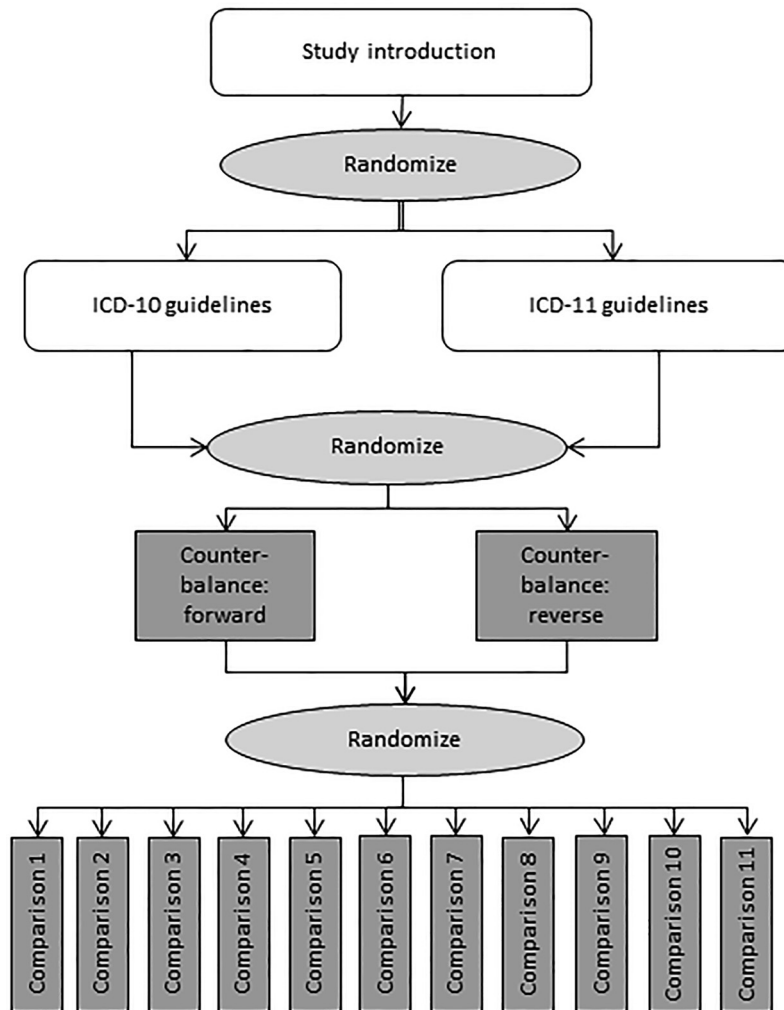 Study introduction
Randomize
ICD-10 guidelines
ICD-11 guidelines
Randomize
Counter-
balance:
forward
Counter-
balance:
reverse
Randomize
Comparison 1
Comparison 2
Comparison 3
Comparison 4
Comparison 5
Comparison 6
Comparison 7
Comparison 8
Comparison 9
Comparison 10
Comparison 11